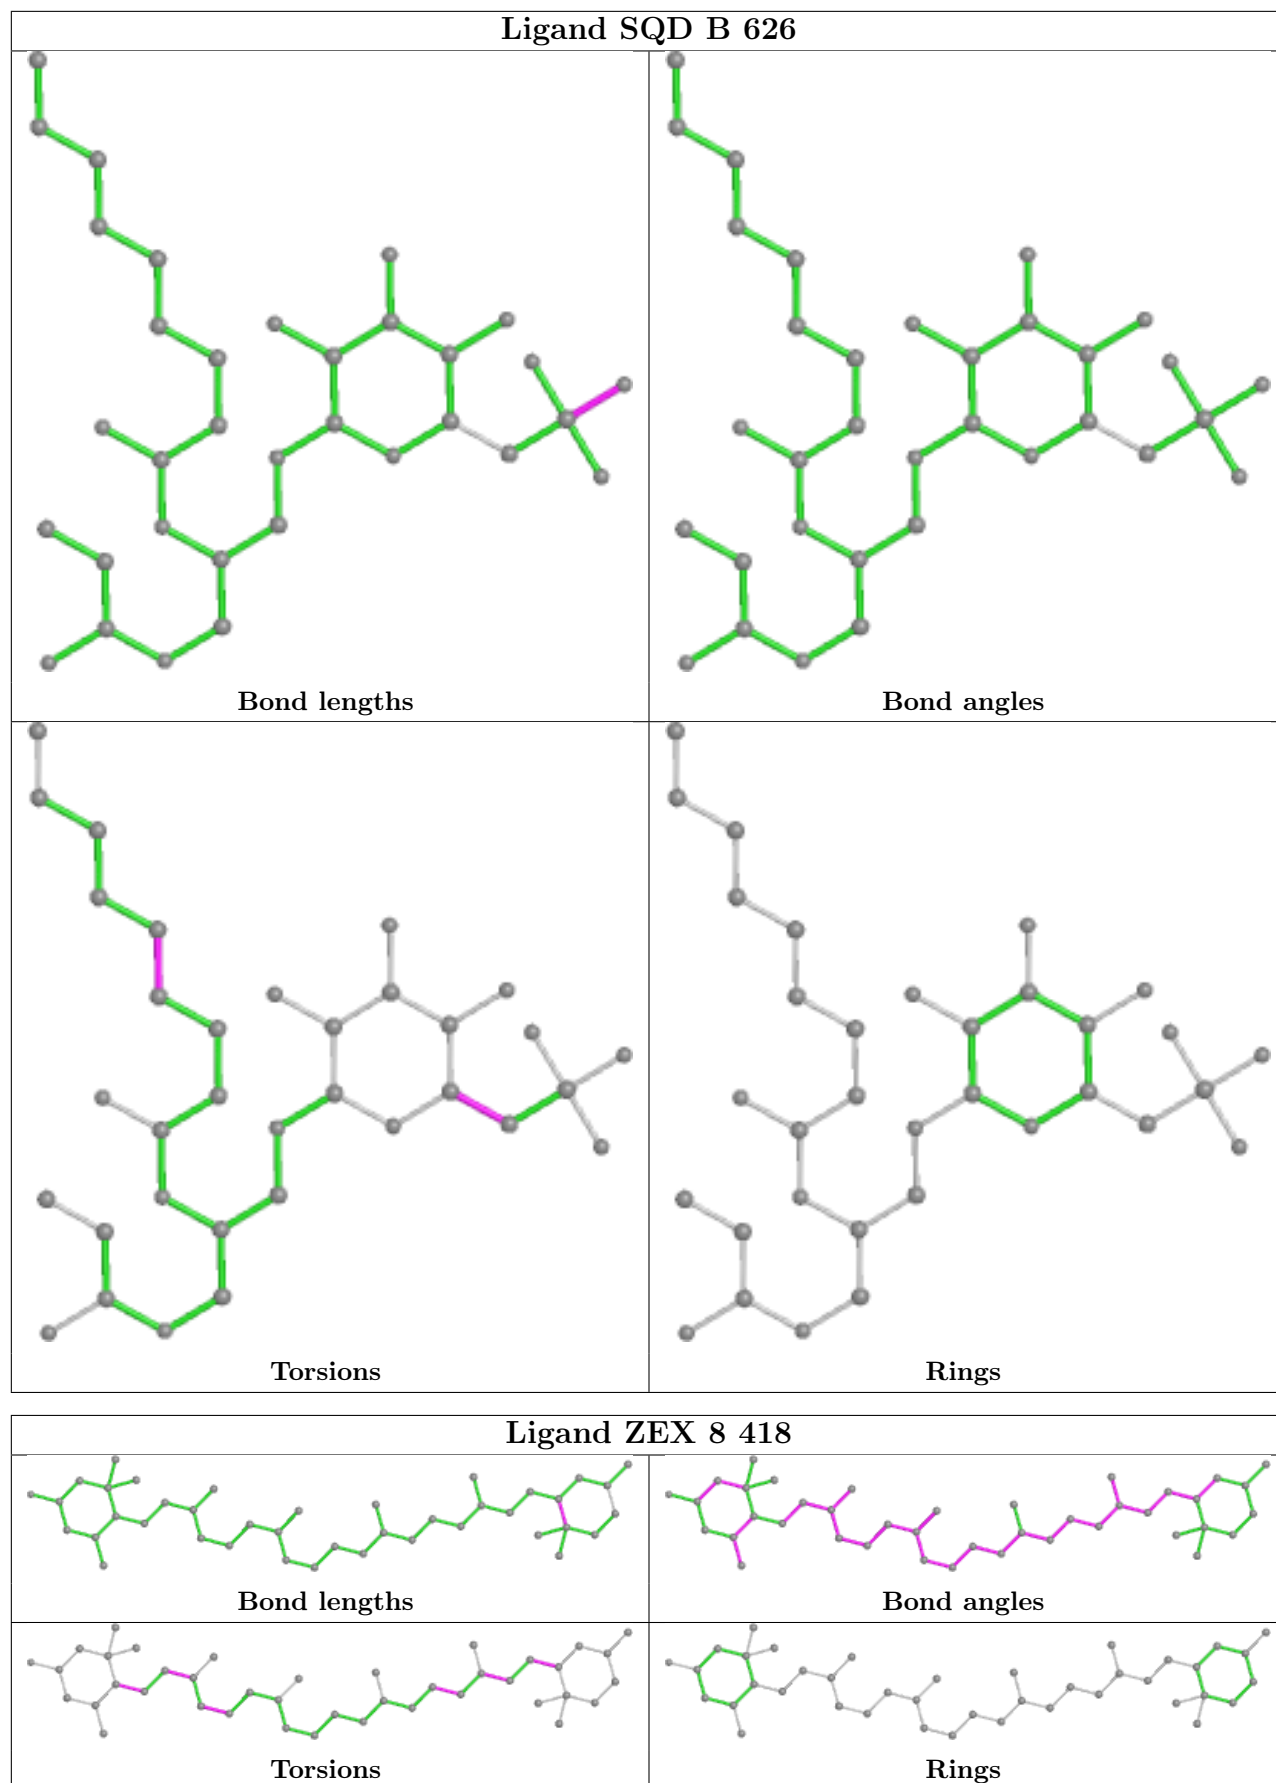 Ligand SQD B 626
Bond lengths
Bond angles
Torsions
Rings
Ligand ZEX 8 418
Bond lengths
Bond angles
Torsions
Rings